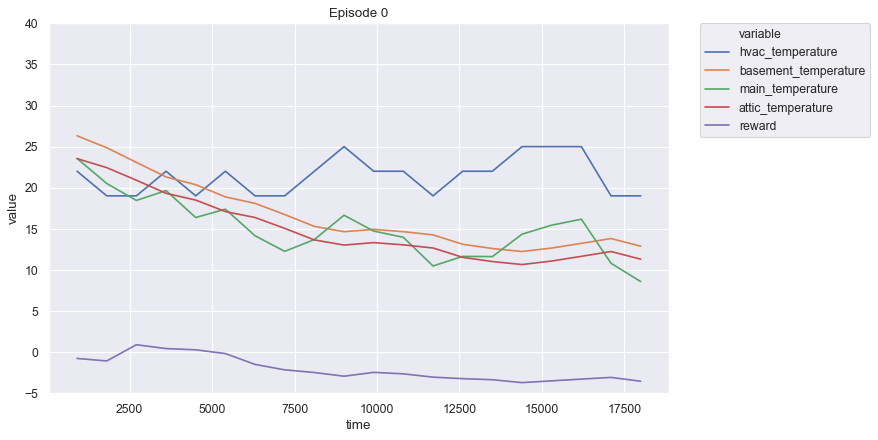 Episode 0
40
35
30
25
20
15
10
5
0
−5
value
2500
5000
7500
10000
12500
15000
17500
time
variable
hvac_temperature
basement_temperature
main_temperature
attic_temperature
reward